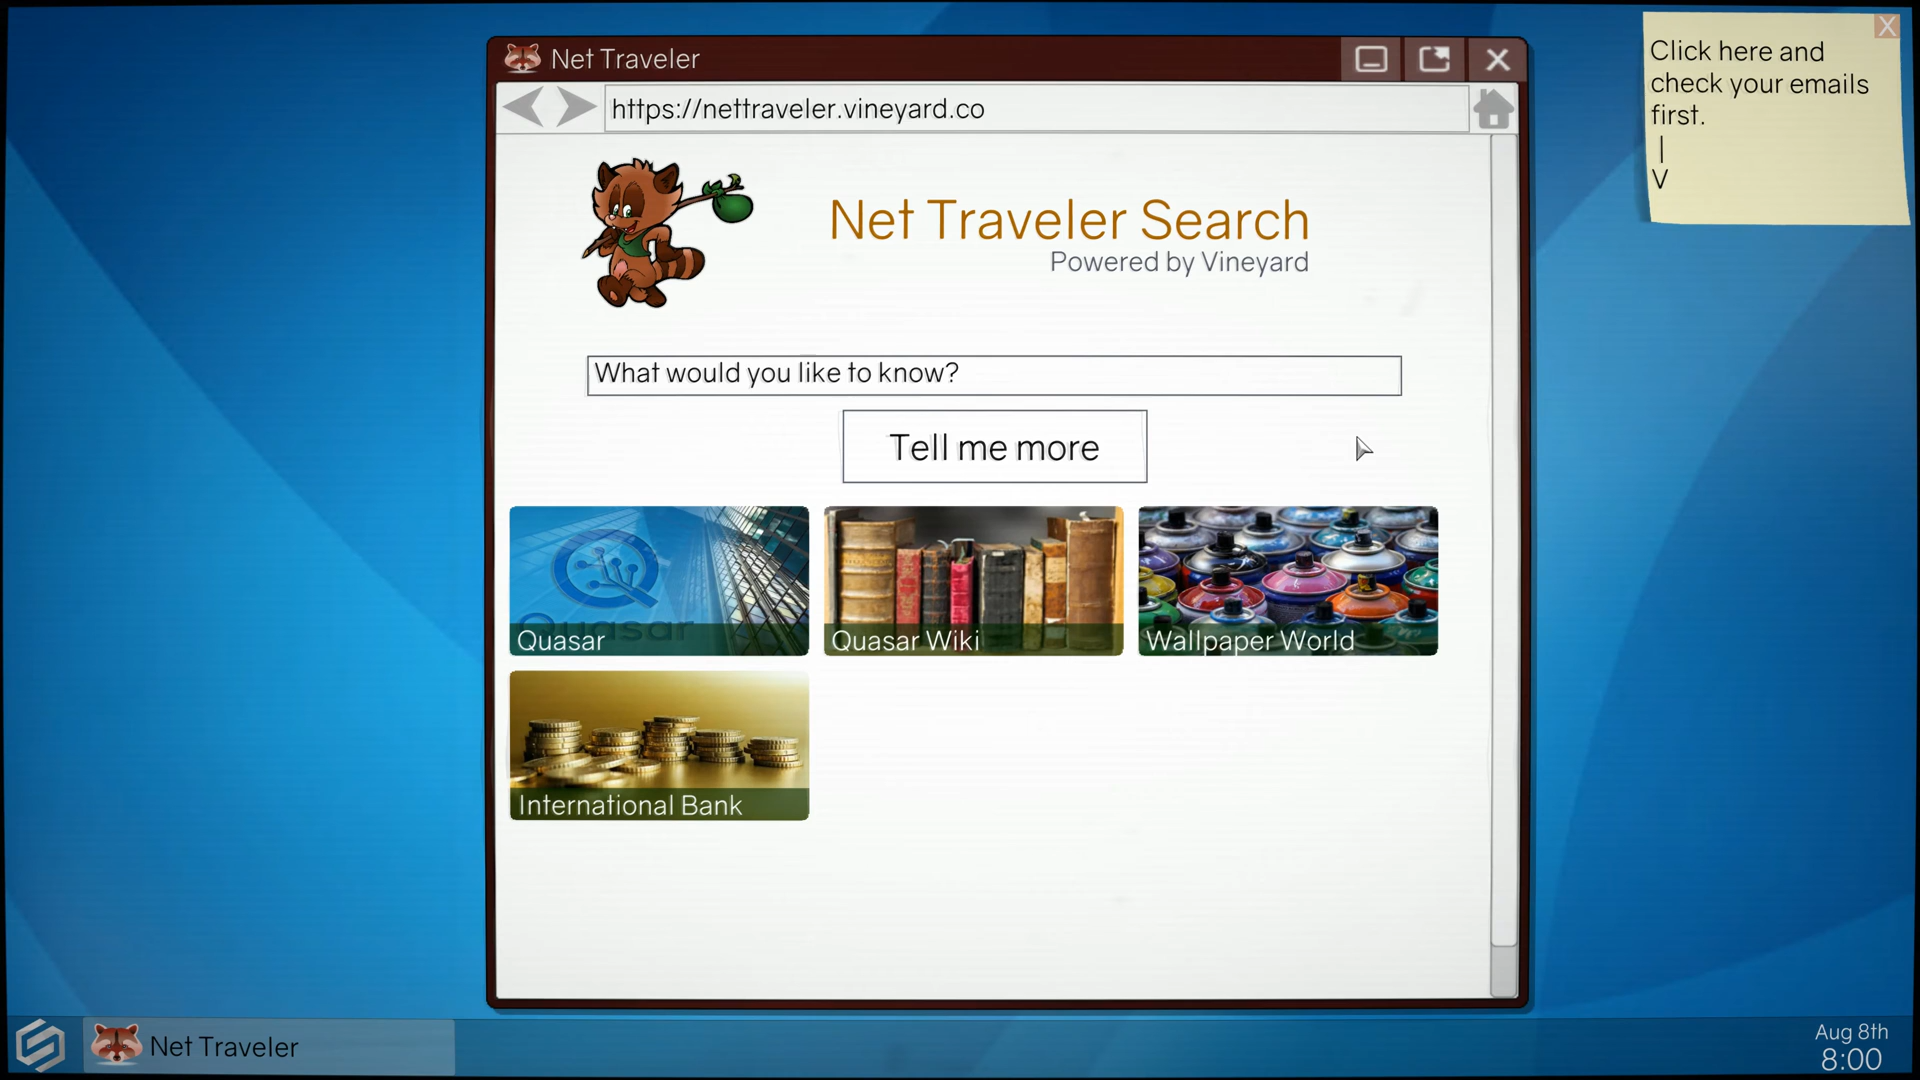 Net Traveler
https://nettraveler.vineyard.co
Net Traveler Search
Powered by Vineyard
What would you like to know?
Tell me more
Quasar
Quasar
Quasar Wiki
Wallpaper World
International Bank
Click here and
check your emails
first.
|
V
X
Net Traveler
Aug 8th
8:00